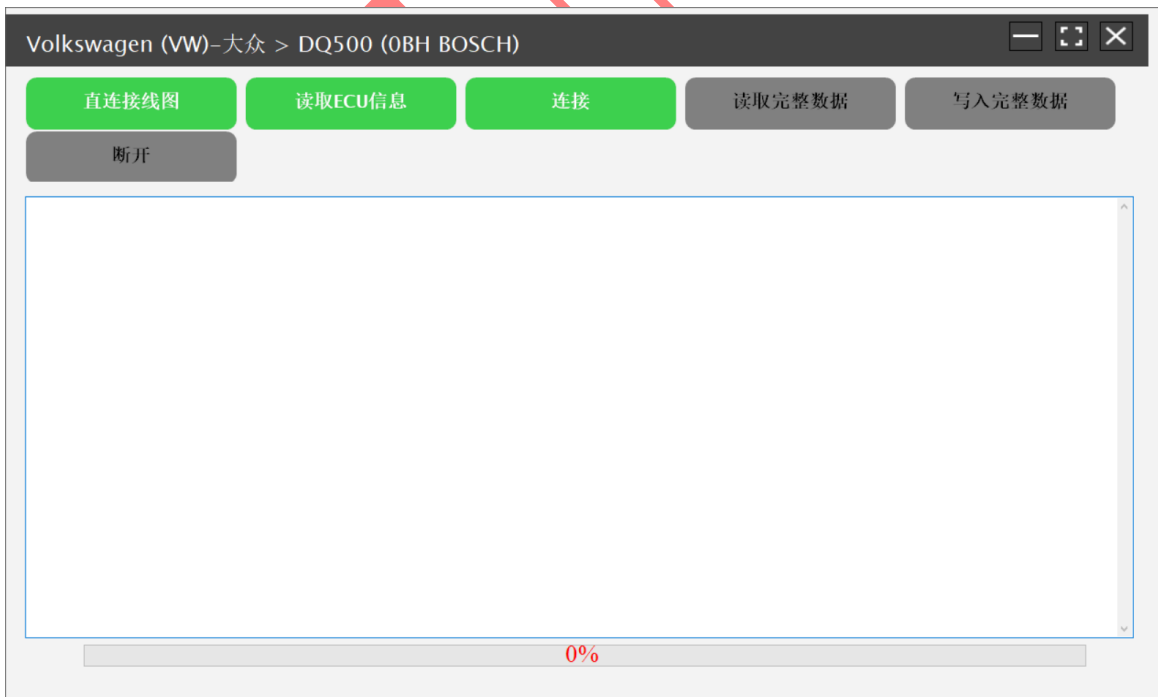 Volkswagen (VW)-大众 > DQ500 (0BH BOSCH)
直连接线图 读取ECU信息 连接 读取完整数据 写入完整数据
断开
0%